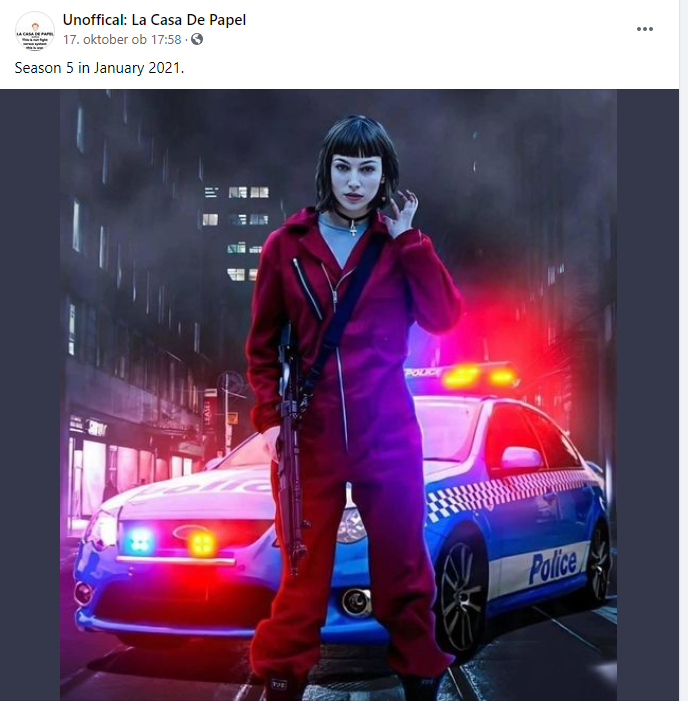 Unoffical: La Casa De Papel
17. oktober ob 17:58
LA CASA DE PAPEL
Season 5 in January 2021.
POLICE
Police